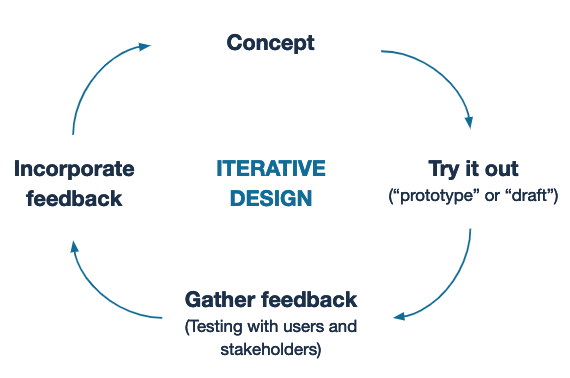 Concept
Incorporate
feedback
ITERATIVE
DESIGN
Try it out
(“prototype” or “draft”)
Gather feedback
(Testing with users and
stakeholders)